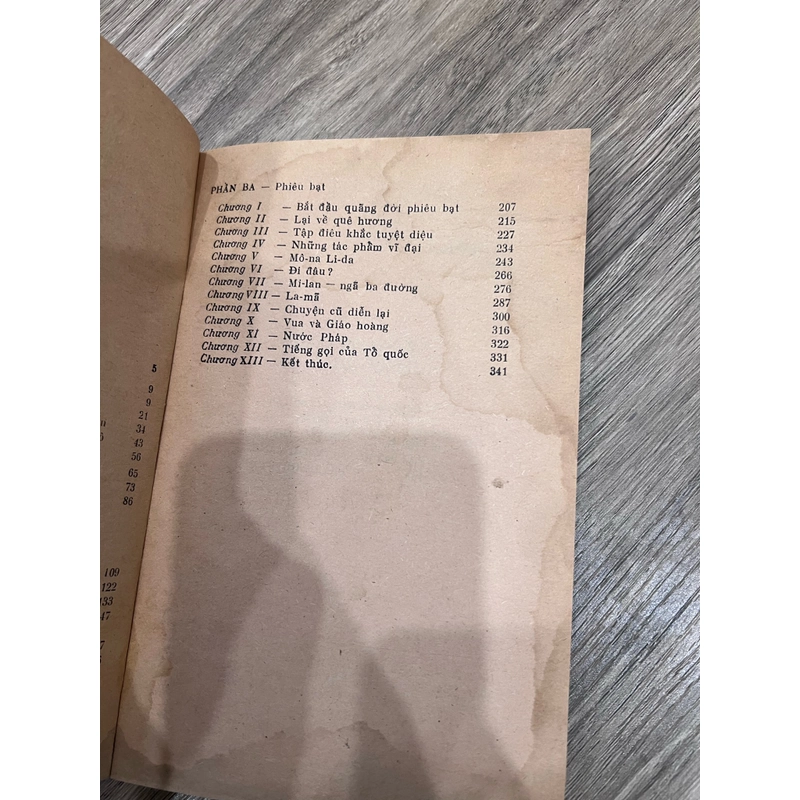 5
9
9
21
34
43
56
65
73
86
109
122
133
47
PHẦN BA — Phiêu bạt
Chương I — Bắt đầu quãng đời phiêu bạt 207
Chương II — Lại về quê hương 215
Chương III — Tập điêu khắc tuyệt diệu 227
Chương IV — Những tác phẩm vĩ đại 234
Chương V — Mô-na Li-da 243
Chương VI — Đi đâu? 266
Chương VII — Mi-lan — ngã ba đường 276
Chương VIII — La-mã 287
Chương IX — Chuyện cũ diễn lại 300
Chương X — Vua và Giáo hoàng 316
Chương XI — Nước Pháp 322
Chương XII — Tiếng gọi của Tổ quốc 331
Chương XIII — Kết thúc. 341